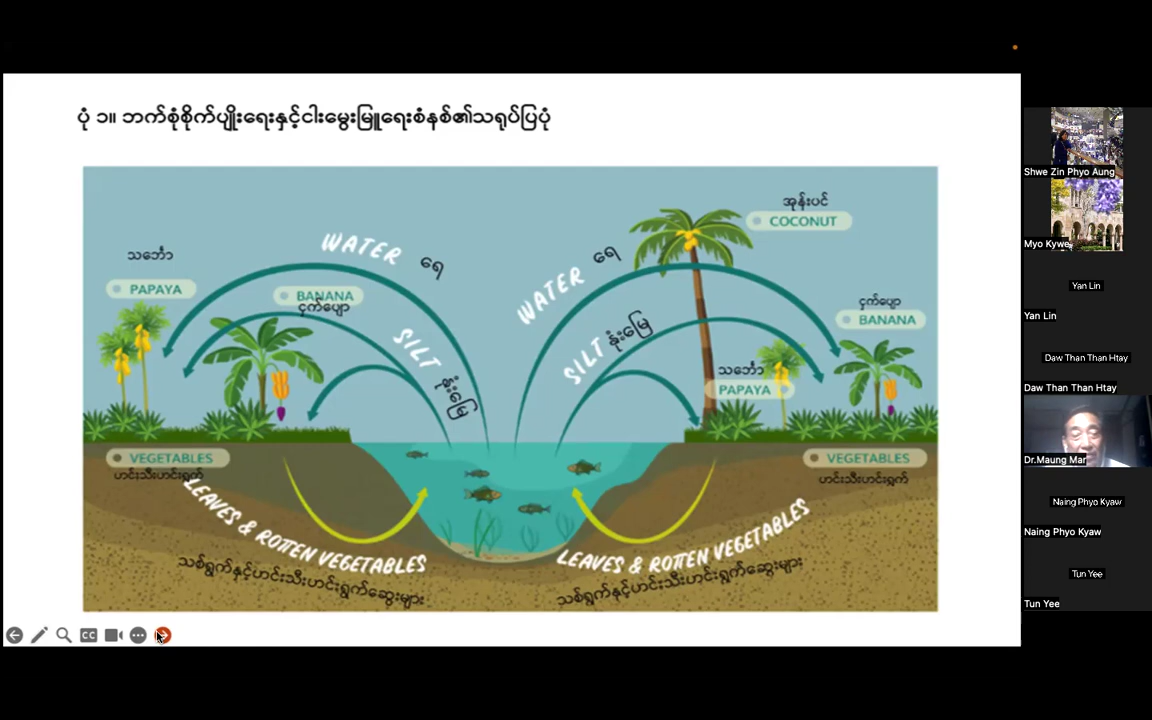 ပုံ ၁။ ဘက်စုံစိုက်ပျိုးရေးနှင့်ငါးမွေးမြူရေးစံနစ်၏သရုပ်ပြပုံ
အုန်းပင်
COCONUT
သင်္ဘော
PAPAYA
WATER ရေ
BANANA
ငှက်ပျော
SILT နုံးမြေ
WATER ရေ
SILT နုံးမြေ
ငှက်ပျော
BANANA
သင်္ဘော
PAPAYA
VEGETABLES
ဟင်းသီးဟင်းရွက်
VEGETABLES
ဟင်းသီးဟင်းရွက်
LEAVES & ROTTEN VEGETABLES
သစ်ရွက်နှင့်ဟင်းသီးဟင်းရွက်ဆွေးများ
LEAVES & ROTTEN VEGETABLES
သစ်ရွက်နှင့်ဟင်းသီးဟင်းရွက်ဆွေးများ
CC
Shwe Zin Phyo Aung
Myo Kywe
Yan Lin
Yan Lin
Daw Than Than Htay
Daw Than Than Htay
Dr.Maung Mar
Naing Phyo Kyaw
Naing Phyo Kyaw
Tun Yee
Tun Yee